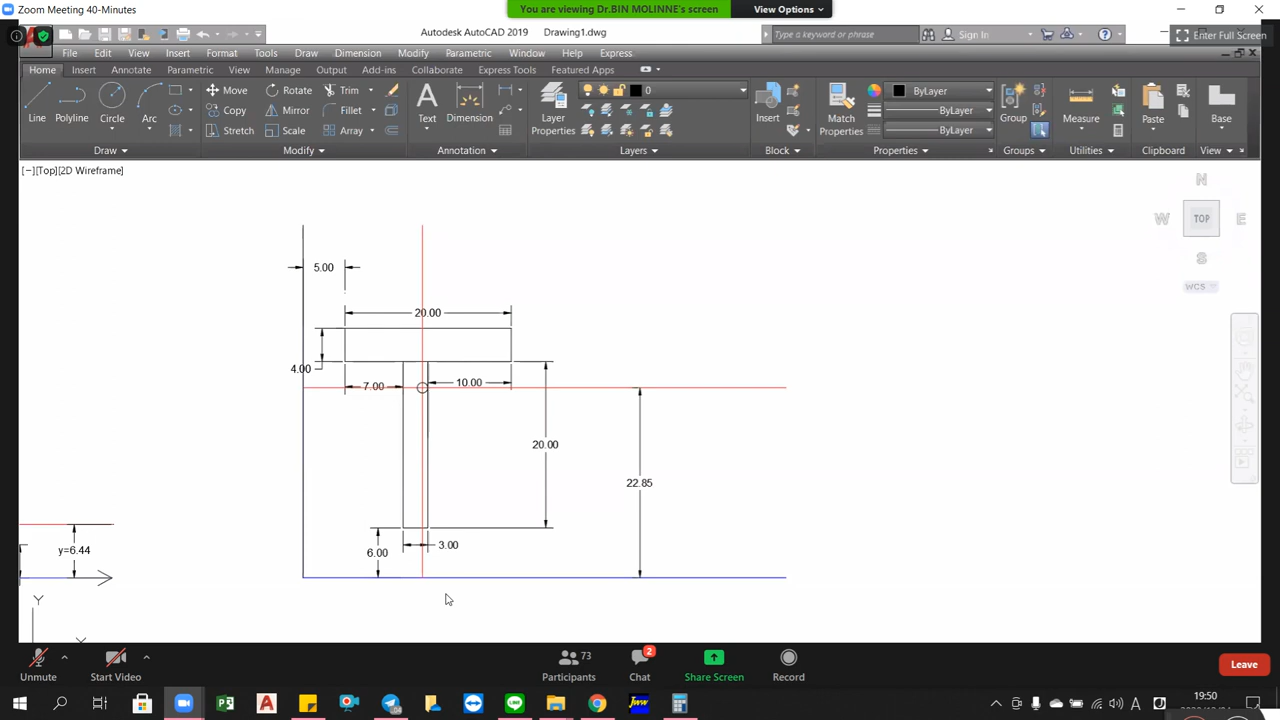 Zoom Meeting 40-Minutes
You are viewing Dr.BIN MOLINNE's screen
View Options
Enter Full Screen
Autodesk AutoCAD 2019 Drawing1.dwg
Type a keyword or phrase
Sign In
File Edit View Insert Format Tools Draw Dimension Modify Parametric Window Help Express
Home Insert Annotate Parametric View Manage Output Add-ins Collaborate Express Tools Featured Apps
Line Polyline Circle Arc
Move Rotate Trim
Copy Mirror Fillet
Stretch Scale Array
Text Dimension
Layer Properties
0
Insert
Match Properties
ByLayer
ByLayer
ByLayer
Group
Measure
Paste
Base
Draw Modify Annotation Layers Block Properties Groups Utilities Clipboard View
[−][Top][2D Wireframe]
N
W TOP E
S
WCS
5.00
20.00
4.00
7.00 10.00
20.00
22.85
3.00
6.00
y=6.44
Y
X
Unmute
Start Video
73
Participants
2
Chat
Share Screen
Record
Leave
A
Jww
A
19:50